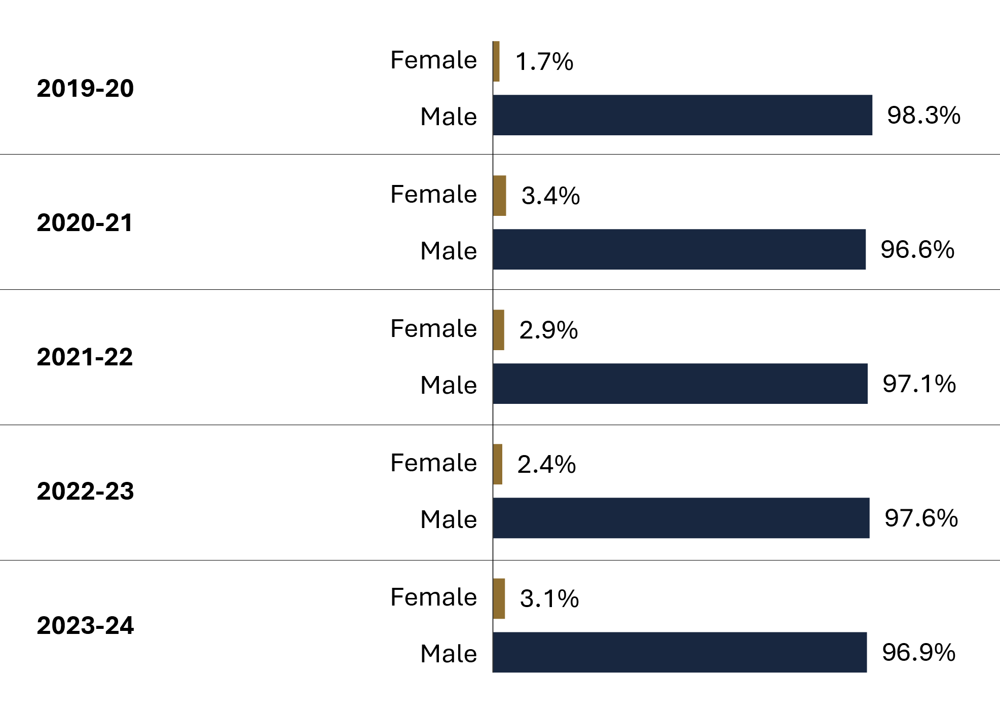 2019-20
Female 1.7%
Male 98.3%
2020-21
Female 3.4%
Male 96.6%
2021-22
Female 2.9%
Male 97.1%
2022-23
Female 2.4%
Male 97.6%
2023-24
Female 3.1%
Male 96.9%